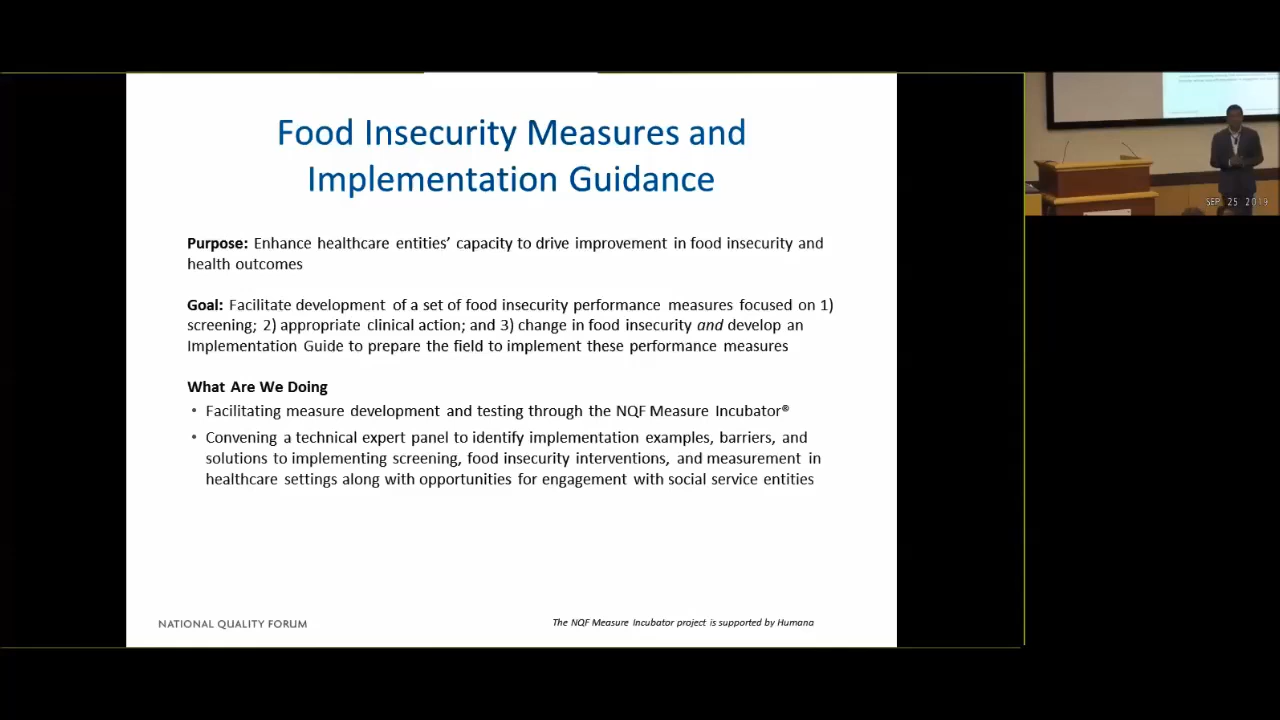 Food Insecurity Measures and
Implementation Guidance
Purpose: Enhance healthcare entities’ capacity to drive improvement in food insecurity and
health outcomes
Goal: Facilitate development of a set of food insecurity performance measures focused on 1)
screening; 2) appropriate clinical action; and 3) change in food insecurity and develop an
Implementation Guide to prepare the field to implement these performance measures
What Are We Doing
• Facilitating measure development and testing through the NQF Measure Incubator®
• Convening a technical expert panel to identify implementation examples, barriers, and
solutions to implementing screening, food insecurity interventions, and measurement in
healthcare settings along with opportunities for engagement with social service entities
NATIONAL QUALITY FORUM
The NQF Measure Incubator project is supported by Humana
SEP. 25 2019